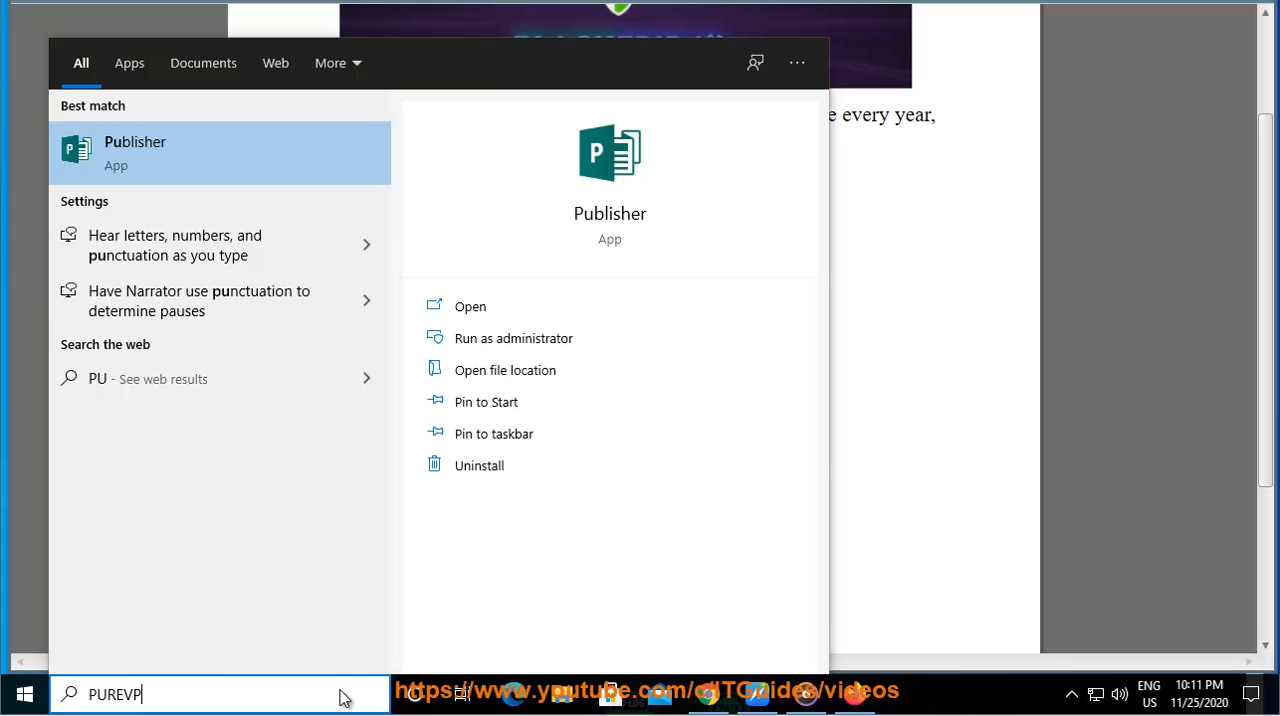 e every year,
All Apps Documents Web More
Best match
Publisher
App
Settings
Hear letters, numbers, and
punctuation as you type
Have Narrator use punctuation to
determine pauses
Search the web
PU - See web results
Publisher
App
Open
Run as administrator
Open file location
Pin to Start
Pin to taskbar
Uninstall
PUREVP
https://www.yputube.com/c/ITGuides/videos
ENG
US
10:11 PM
11/25/2020